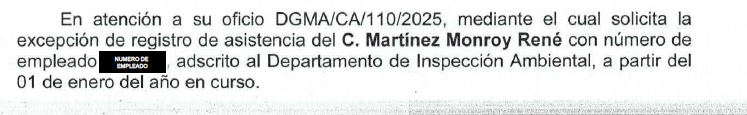 En atención a su oficio DGMA/CA/110/2025, mediante el cual solicita la
excepción de registro de asistencia del C. Martínez Monroy René con número de
empleado NUMERO DE EMPLEADO, adscrito al Departamento de Inspección Ambiental, a partir del
01 de enero del año en curso.